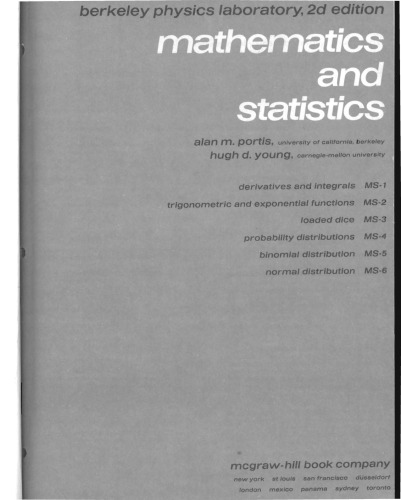 berkeley physics laboratory, 2d edition
mathematics
and
statistics
alan m. portis, university of california, berkeley
hugh d. young, carnegie-mellon university
derivatives and integrals MS-1
trigonometric and exponential functions MS-2
loaded dice MS-3
probability distributions MS-4
binomial distribution MS-5
normal distribution MS-6
mcgraw-hill book company
new york st louis san francisco düsseldorf
london mexico panama sydney toronto